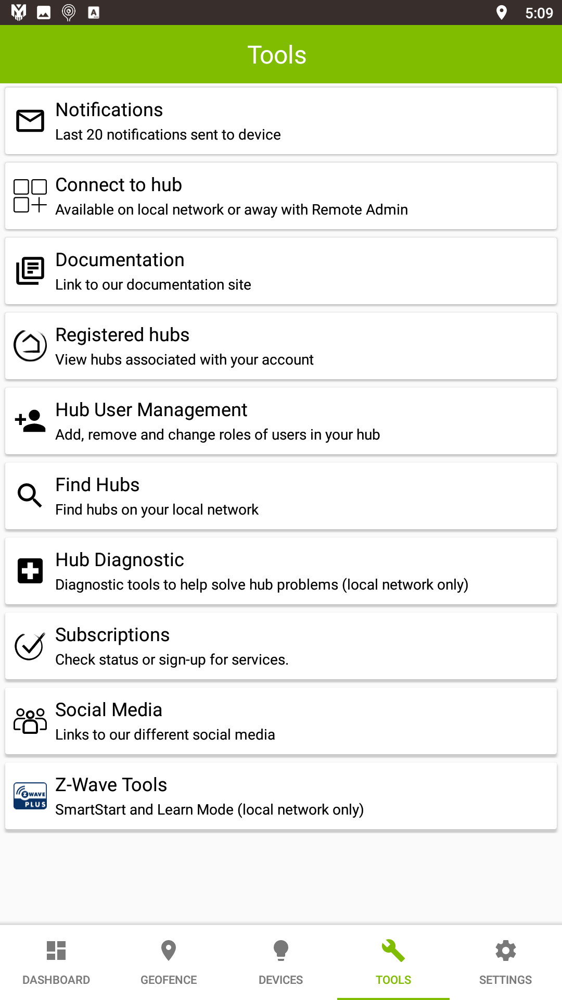 5:09
Tools
Notifications
Last 20 notifications sent to device
Connect to hub
Available on local network or away with Remote Admin
Documentation
Link to our documentation site
Registered hubs
View hubs associated with your account
Hub User Management
Add, remove and change roles of users in your hub
Find Hubs
Find hubs on your local network
Hub Diagnostic
Diagnostic tools to help solve hub problems (local network only)
Subscriptions
Check status or sign-up for services.
Social Media
Links to our different social media
Z-Wave Tools
Z WAVE
PLUS
SmartStart and Learn Mode (local network only)
DASHBOARD
GEOFENCE
DEVICES
TOOLS
SETTINGS